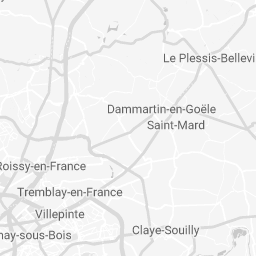 Le Plessis-Bellevi
Dammartin-en-Goële
Saint-Mard
Roissy-en-France
Tremblay-en-France
Villepinte
nay-sous-Bois
Claye-Souilly